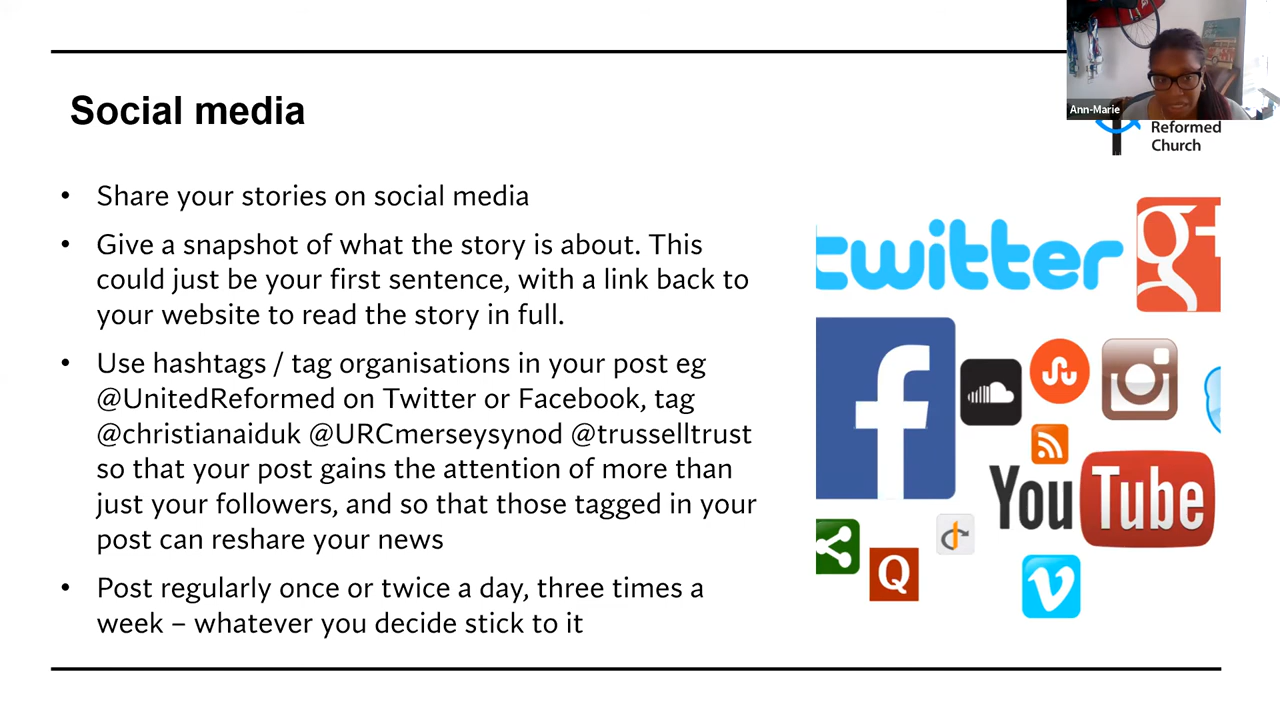 Social media
Ann-Marie
Reformed
Church
• Share your stories on social media
• Give a snapshot of what the story is about. This
could just be your first sentence, with a link back to
your website to read the story in full.
• Use hashtags / tag organisations in your post eg
@UnitedReformed on Twitter or Facebook, tag
@christianaiduk @URCmerseysynod @trusselltrust
so that your post gains the attention of more than
just your followers, and so that those tagged in your
post can reshare your news
• Post regularly once or twice a day, three times a
week – whatever you decide stick to it
twitter
g+
f
You Tube
Q
v